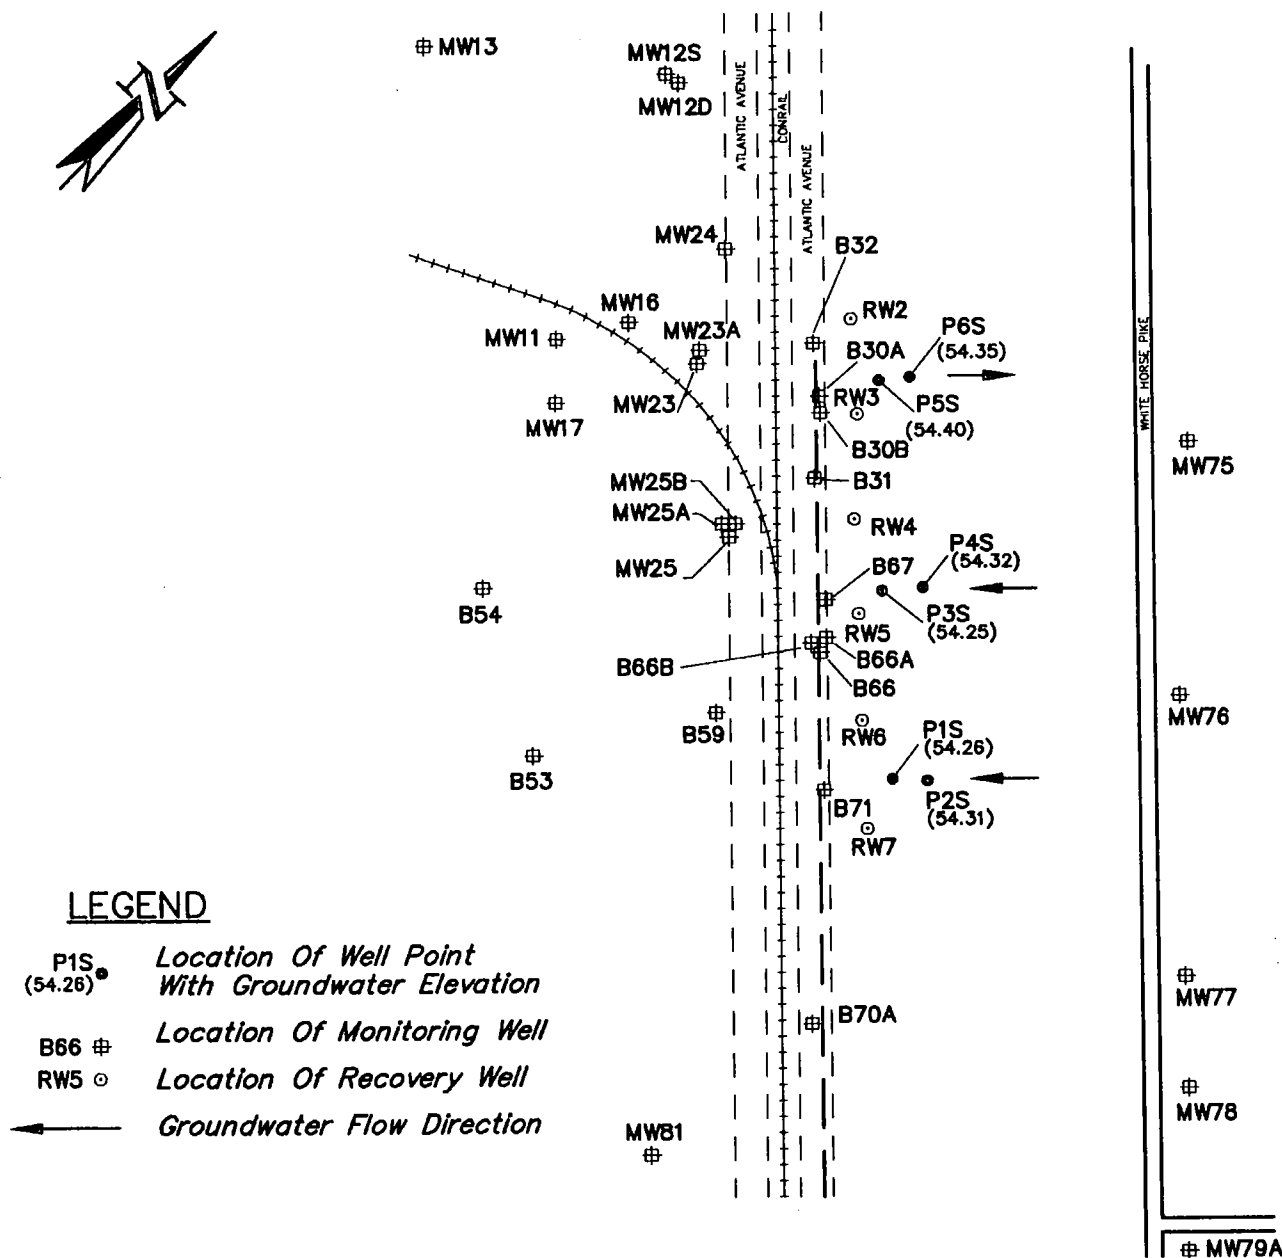 MW13
MW12S
MW12D
N
ATLANTIC AVENUE
CONRAIL
ATLANTIC AVENUE
MW24
B32
MW16
RW2
MW11
MW23A
P6S
(54.35)
B30A
WHITE HORSE PIKE
MW23
RW3
P5S
(54.40)
MW17
B30B
MW75
MW25B
B31
MW25A
RW4
P4S
(54.32)
MW25
B67
B54
P3S
(54.25)
RW5
B66B
B66A
B66
MW76
B59
RW6
P1S
(54.26)
B53
B71
P2S
(54.31)
RW7
LEGEND
P1S
(54.26)
Location Of Well Point
With Groundwater Elevation
B66
Location Of Monitoring Well
RW5
Location Of Recovery Well
Groundwater Flow Direction
MW77
B70A
MW78
MW81
MW79A